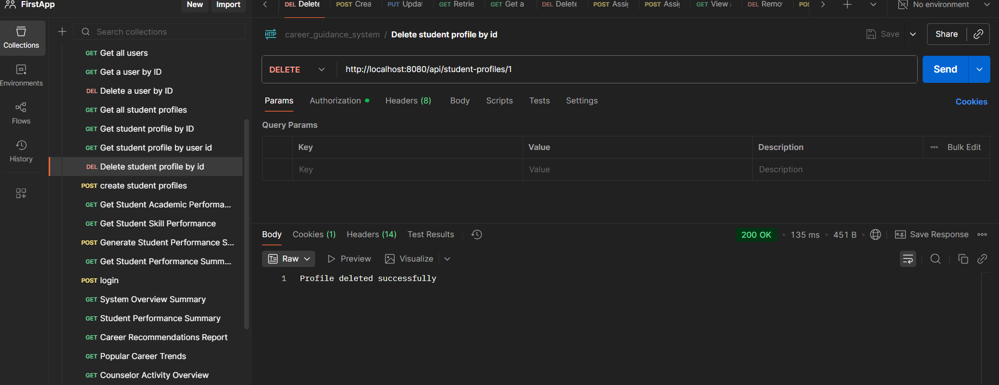 FirstApp
New
Import
DEL Delete
POST Crea
PUT Updat
GET Retrie
GET Get a
DEL Delete
POST Assig
POST Assig
GET View
DEL Remo
No environment
Collections
Environments
Flows
History
Search collections
GET Get all users
GET Get a user by ID
DEL Delete a user by ID
GET Get all student profiles
GET Get student profile by ID
GET Get student profile by user id
DEL Delete student profile by id
POST create student profiles
GET Get Student Academic Performa...
GET Get Student Skill Performance
POST Generate Student Performance S...
GET Get Student Performance Summ...
POST login
GET System Overview Summary
GET Student Performance Summary
GET Career Recommendations Report
GET Popular Career Trends
GET Counselor Activity Overview
HTTP career_guidance_system / Delete student profile by id
Save
Share
DELETE http://localhost:8080/api/student-profiles/1
Send
Params Authorization Headers (8) Body Scripts Tests Settings
Cookies
Query Params
Key Value Description Bulk Edit
Key Value Description
Body Cookies (1) Headers (14) Test Results
200 OK • 135 ms • 451 B
e.g. Save Response
Raw Preview Visualize
1 Profile deleted successfully